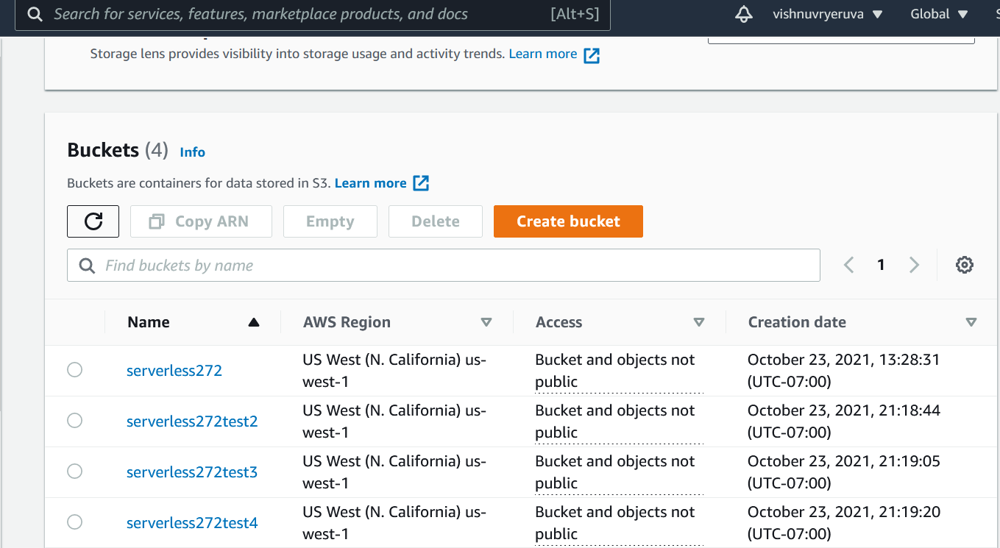 Search for services, features, marketplace products, and docs [Alt+S] vishnuvryeruva Global
Storage lens provides visibility into storage usage and activity trends. Learn more
Buckets (4) Info
Buckets are containers for data stored in S3. Learn more
Copy ARN Empty Delete Create bucket
Find buckets by name 1
Name AWS Region Access Creation date
serverless272 US West (N. California) us-west-1 Bucket and objects not public October 23, 2021, 13:28:31 (UTC-07:00)
serverless272test2 US West (N. California) us-west-1 Bucket and objects not public October 23, 2021, 21:18:44 (UTC-07:00)
serverless272test3 US West (N. California) us-west-1 Bucket and objects not public October 23, 2021, 21:19:05 (UTC-07:00)
serverless272test4 US West (N. California) us-west-1 Bucket and objects not public October 23, 2021, 21:19:20 (UTC-07:00)